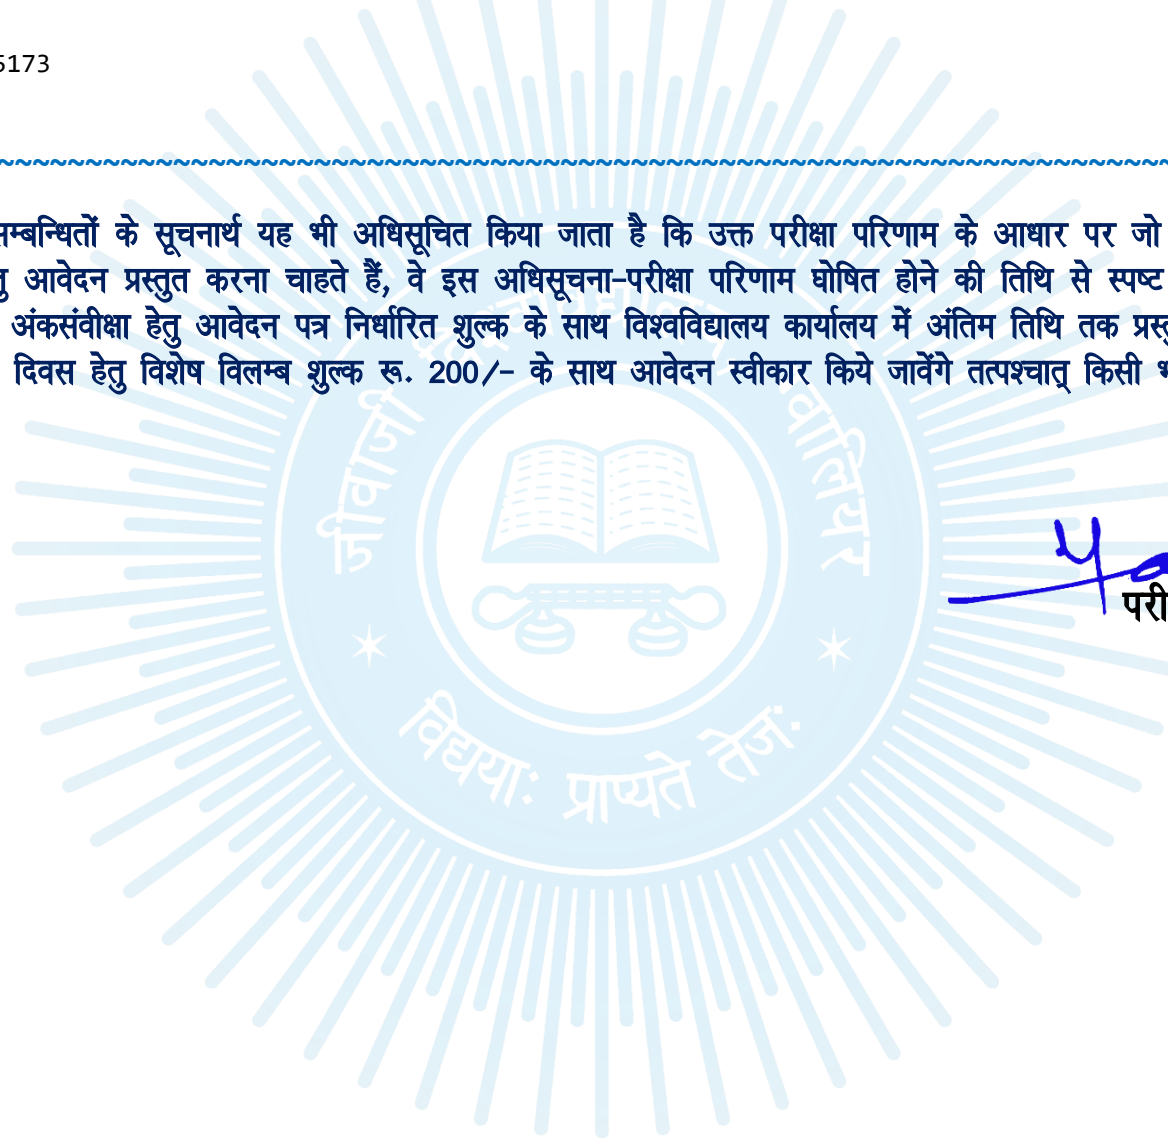 5173
सम्बन्धितों के सूचनार्थ यह भी अधिसूचित किया जाता है कि उक्त परीक्षा परिणाम के आधार पर जो
आवेदन प्रस्तुत करना चाहते हैं, वे इस अधिसूचना-परीक्षा परिणाम घोषित होने की तिथि से स्पष्ट
अंकसंवीक्षा हेतु आवेदन पत्र निर्धारित शुल्क के साथ विश्वविद्यालय कार्यालय में अंतिम तिथि तक
दिवस हेतु विशेष विलम्ब शुल्क रू. 200/- के साथ आवेदन स्वीकार किये जावेंगे तत्पश्चात् किसी
जीवाजी
ग्वालियर
परी
विद्यया: प्राप्यते तेज: